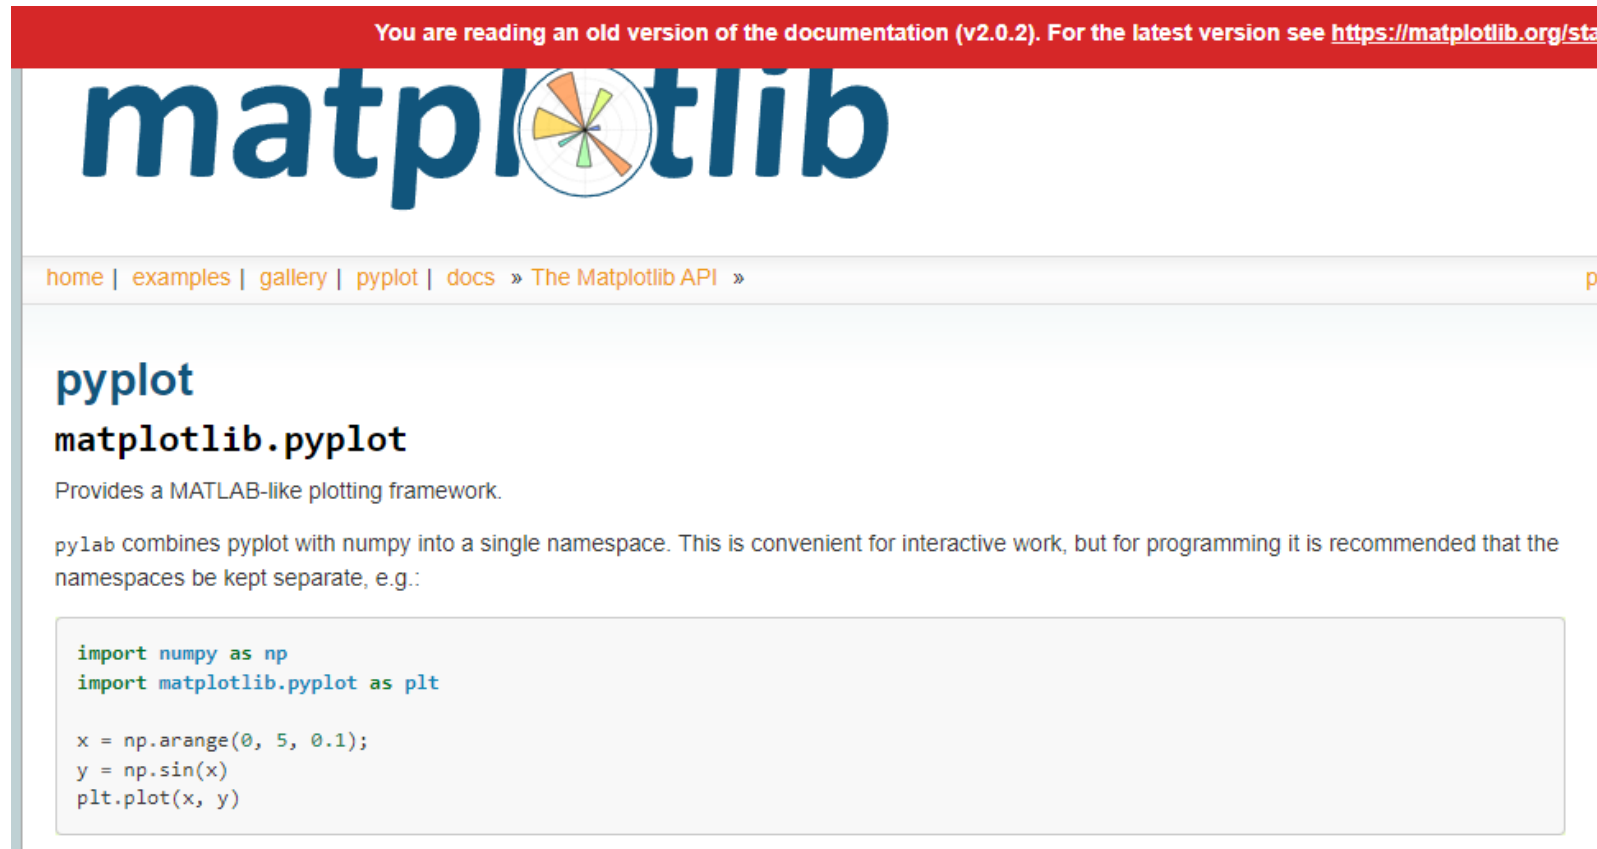 You are reading an old version of the documentation (v2.0.2). For the latest version see https://matplotlib.org/sta
matplotlib
home | examples | gallery | pyplot | docs » The Matplotlib API »
pyplot
matplotlib.pyplot
Provides a MATLAB-like plotting framework.
pylab combines pyplot with numpy into a single namespace. This is convenient for interactive work, but for programming it is recommended that the
namespaces be kept separate, e.g.:
import numpy as np
import matplotlib.pyplot as plt
x = np.arange(0, 5, 0.1);
y = np.sin(x)
plt.plot(x, y)